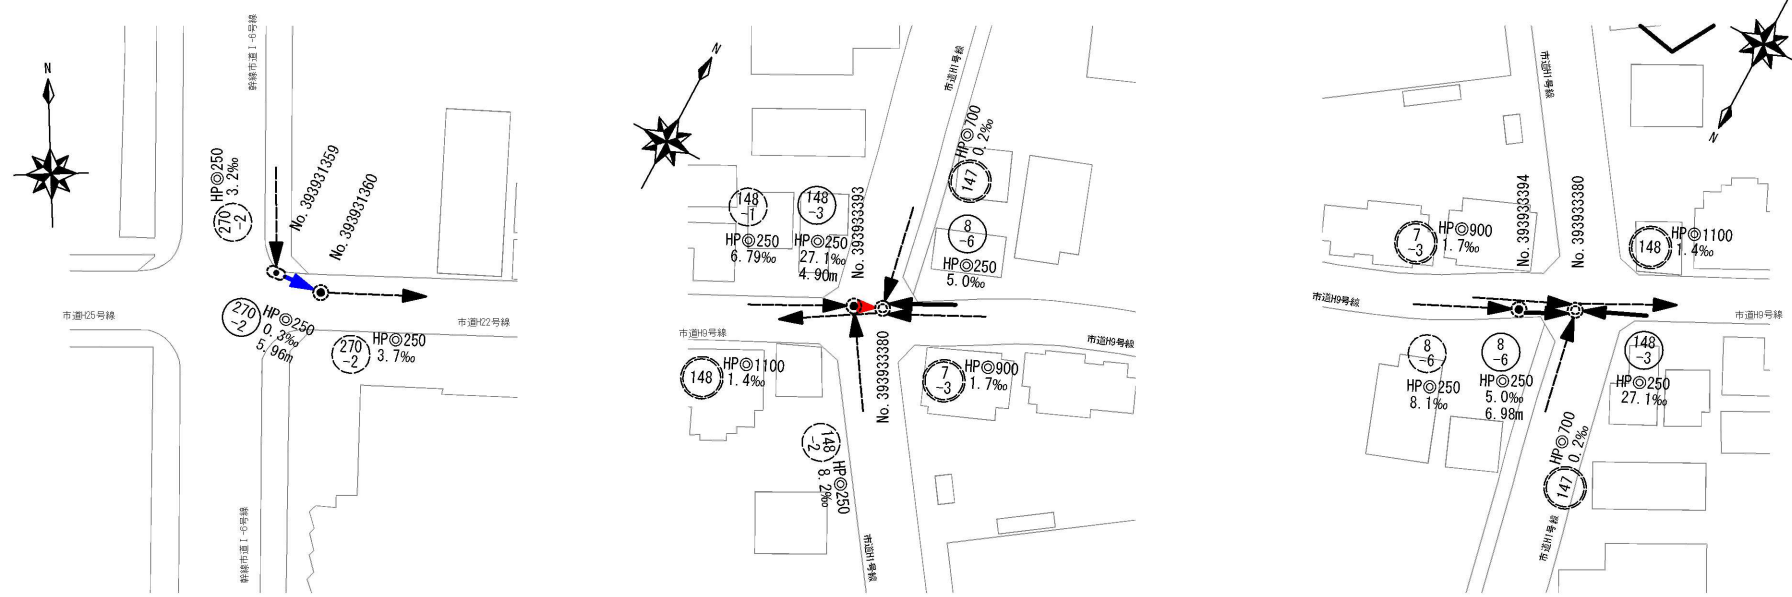 N
幹線市道Ⅰ-6号線
HP◎250
3.2‰
270
-2
No. 393931359
No. 393931360
市道H25号線
270
-2
HP◎250
0.3‰
5.96m
270
-2
HP◎250
3.7‰
市道H22号線
幹線市道Ⅰ-6号線
N
市道H1号線
HP◎700
0.2‰
147
148
-1
HP◎250
6.79‰
148
-3
HP◎250
27.1‰
4.90m
No. 393933393
8
-6
HP◎250
5.0‰
市道H9号線
148
HP◎1100
1.4‰
No. 393933380
市道H9号線
7
-3
HP◎900
1.7‰
148
-2
HP◎250
8.2‰
市道H1号線
N
市道H1号線
7
-3
HP◎900
1.7‰
No. 393933394
No. 393933380
148
HP◎1100
1.4‰
市道H9号線
市道H9号線
8
-6
HP◎250
8.1‰
8
-6
HP◎250
5.0‰
6.98m
148
-3
HP◎250
27.1‰
HP◎700
0.2‰
147
市道H1号線